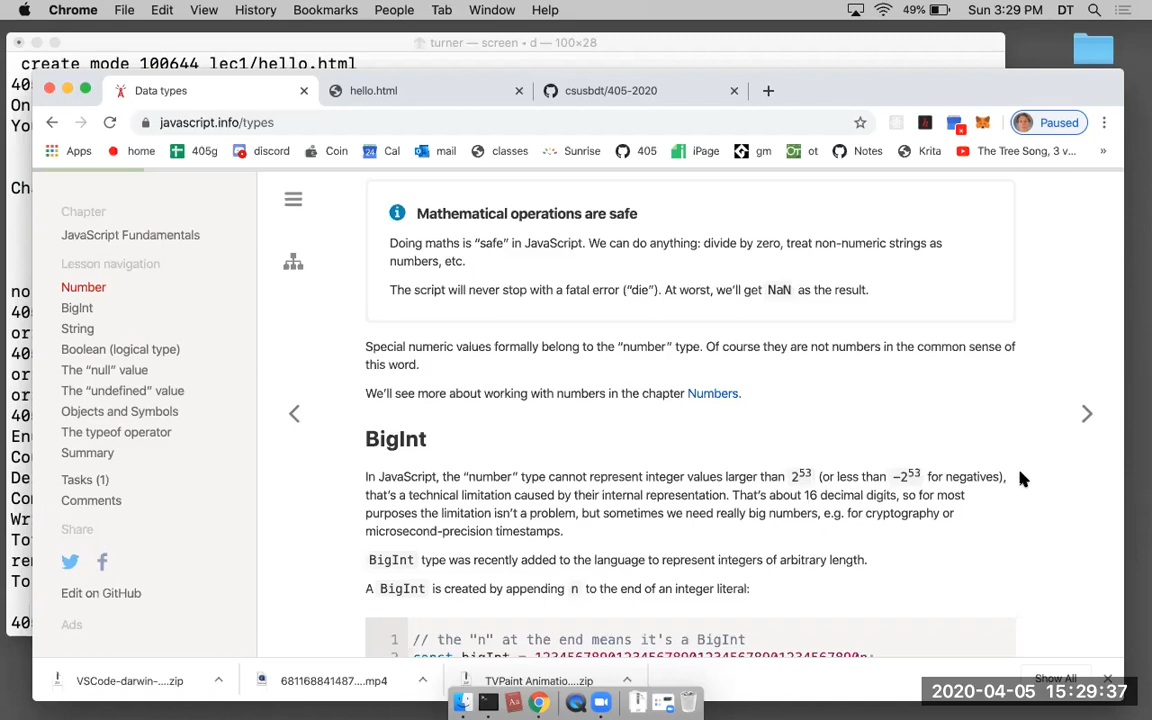 Chrome File Edit View History Bookmarks People Tab Window Help 49% Sun 3:29 PM DT
turner — screen • d — 100×28
create mode 100644 lec1/hello.html
Data types
hello.html
csusbdt/405-2020
javascript.info/types
Paused
Apps home 405g discord Coin Cal mail classes Sunrise 405 iPage gm ot Notes Krita The Tree Song, 3 v... »
Chapter
JavaScript Fundamentals
Lesson navigation
Number
BigInt
String
Boolean (logical type)
The “null” value
The “undefined” value
Objects and Symbols
The typeof operator
Summary
Tasks (1)
Comments
Share
Edit on GitHub
Ads
Mathematical operations are safe
Doing maths is “safe” in JavaScript. We can do anything: divide by zero, treat non-numeric strings as
numbers, etc.
The script will never stop with a fatal error (“die”). At worst, we’ll get NaN as the result.
Special numeric values formally belong to the “number” type. Of course they are not numbers in the common sense of
this word.
We’ll see more about working with numbers in the chapter Numbers.
BigInt
In JavaScript, the “number” type cannot represent integer values larger than 2⁵³ (or less than −2⁵³ for negatives),
that’s a technical limitation caused by their internal representation. That’s about 16 decimal digits, so for most
purposes the limitation isn’t a problem, but sometimes we need really big numbers, e.g. for cryptography or
microsecond-precision timestamps.
BigInt type was recently added to the language to represent integers of arbitrary length.
A BigInt is created by appending n to the end of an integer literal:
1 // the "n" at the end means it's a BigInt
2 const bigInt = 1234567890123456789012345678901234567890n;
VSCode-darwin-....zip
681168841487....mp4
TVPaint Animatio....zip
Show All
2020-04-05 15:29:37